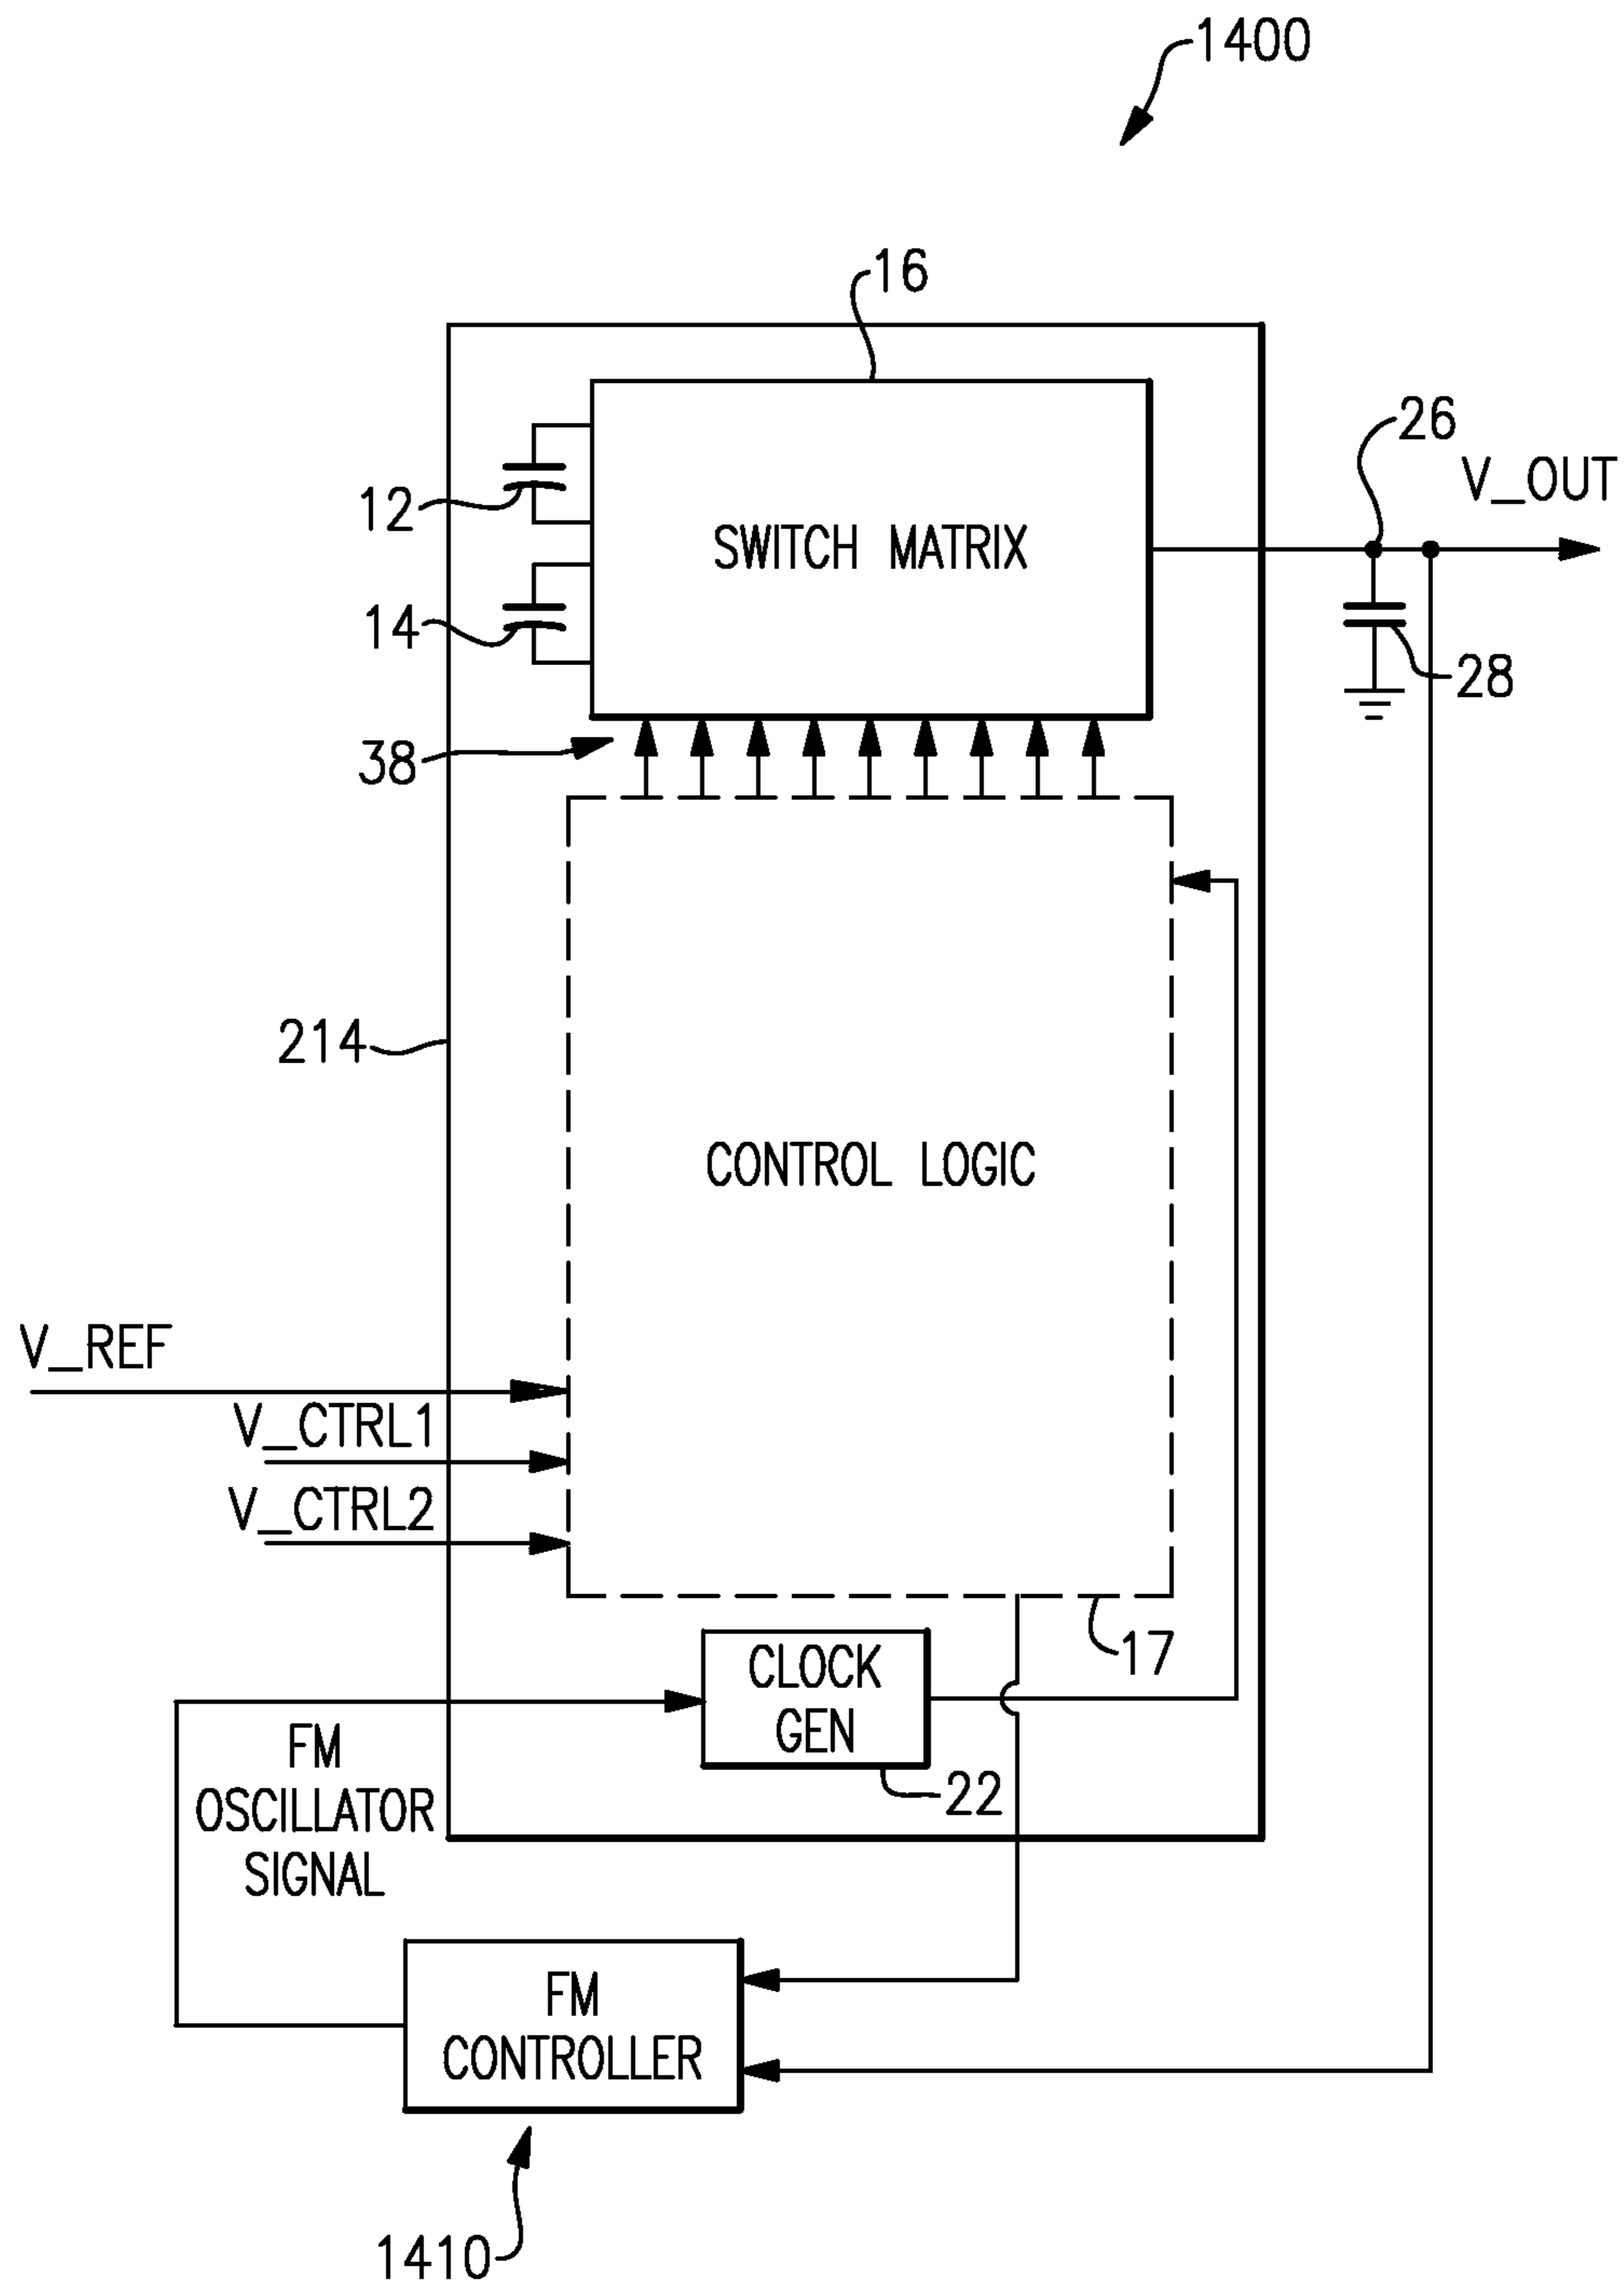 1400
16
26
V_OUT
12
SWITCH MATRIX
14
28
38
214
CONTROL LOGIC
V_REF
V_CTRL1
V_CTRL2
17
CLOCK
GEN
FM
OSCILLATOR
SIGNAL
22
FM
CONTROLLER
1410